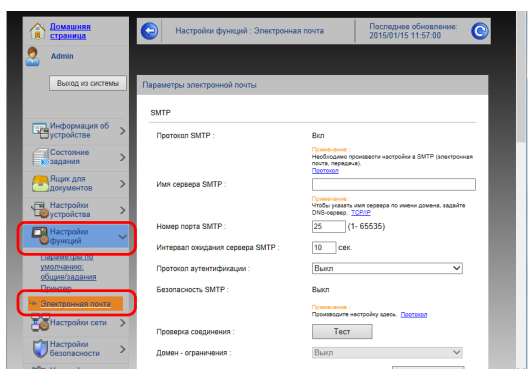 Домашняя
страница
Настройки функций : Электронная почта
Последнее обновление:
2015/01/15 11:57:00
Admin
Выход из системы
Параметры электронной почты
Информация об
устройстве
Состояние
задания
Ящик для
документов
Настройки
устройства
Настройки
функций
Параметры по
умолчанию:
общие/задания
Принтер
Электронная почта
Настройки сети
Настройки
безопасности
SMTP
Протокол SMTP :
Вкл
Примечание :
Необходимо произвести настройки в SMTP (электронная
почта, передача).
Протокол
Имя сервера SMTP :
Примечание :
Чтобы указать имя сервера по имени домена, задайте
DNS-сервер. TCP/IP
Номер порта SMTP :
25 (1- 65535)
Интервал ожидания сервера SMTP :
10 сек.
Протокол аутентификации :
Выкл
Безопасность SMTP :
Выкл
Примечание :
Произведите настройку здесь. Протокол
Проверка соединения :
Тест
Домен - ограничения :
Выкл